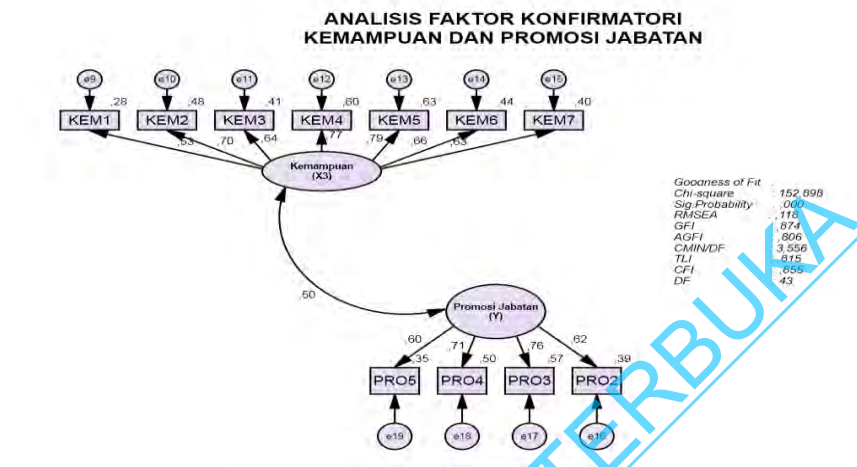 ANALISIS FAKTOR KONFIRMATORI
KEMAMPUAN DAN PROMOSI JABATAN
e9 e10 e11 e12 e13 e14 e15
,28 ,48 ,41 ,60 ,63 ,44 ,40
KEM1 KEM2 KEM3 KEM4 KEM5 KEM6 KEM7
,53 ,70 ,64 ,77 ,79 ,66 ,63
Kemampuan
(X3)
Goodness of Fit
Chi-square : 152,898
Sig.Probability : ,000
RMSEA : ,118
GFI : ,874
AGFI : ,806
CMIN/DF : 3,556
TLI : ,815
CFI : ,855
DF : 43
,50
Promosi Jabatan
(Y)
,60 ,71 ,76 ,62
,35 ,50 ,57 ,39
PRO5 PRO4 PRO3 PRO2
e19 e18 e17 e16
TERBUKA